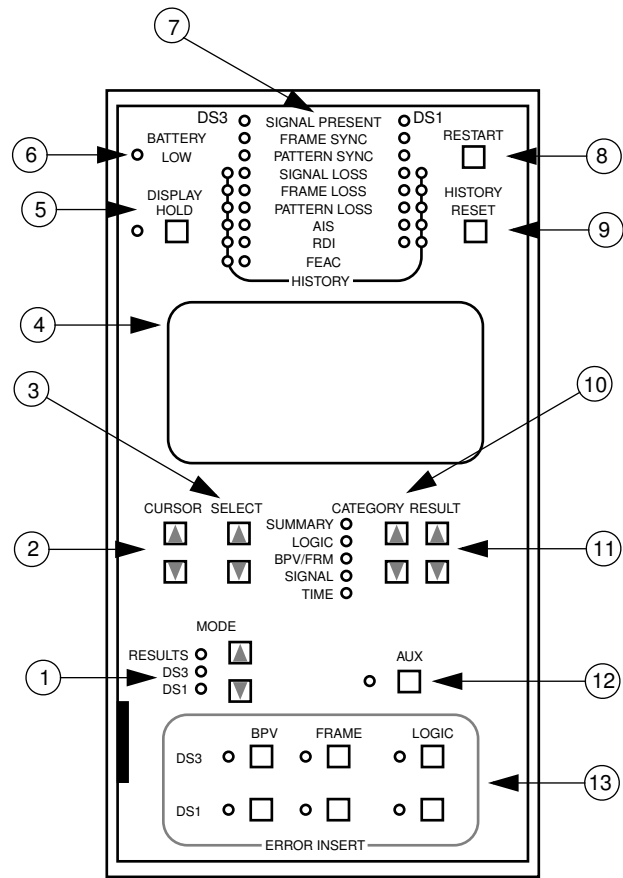 7
DS3 SIGNAL PRESENT DS1
BATTERY LOW
FRAME SYNC
PATTERN SYNC
SIGNAL LOSS
FRAME LOSS
PATTERN LOSS
AIS
RDI
FEAC
HISTORY
RESTART
6
8
DISPLAY HOLD
HISTORY RESET
5
9
4
3
10
CURSOR SELECT
CATEGORY RESULT
SUMMARY
LOGIC
BPV/FRM
SIGNAL
TIME
2
11
MODE
RESULTS
DS3
DS1
1
AUX
12
BPV FRAME LOGIC
DS3
DS1
13
ERROR INSERT